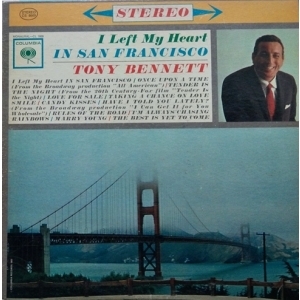 STEREO
I Left My Heart
IN SAN FRANCISCO
TONY BENNETT
COLUMBIA
I Left My Heart IN SAN FRANCISCO | ONCE UPON A TIME
(From the Broadway production "All American") | TENDER IS
THE NIGHT (From the 20th Century-Fox film "Tender Is
the Night) | LOVE FOR SALE | TAKING A CHANCE ON LOVE
SMILE | CANDY KISSES | HAVE I TOLD YOU LATELY?
(From the Broadway production "I Can Get It for You
Wholesale") | RULES OF THE ROAD | I'M ALWAYS CHASING
RAINBOWS | MARRY YOUNG | THE BEST IS YET TO COME